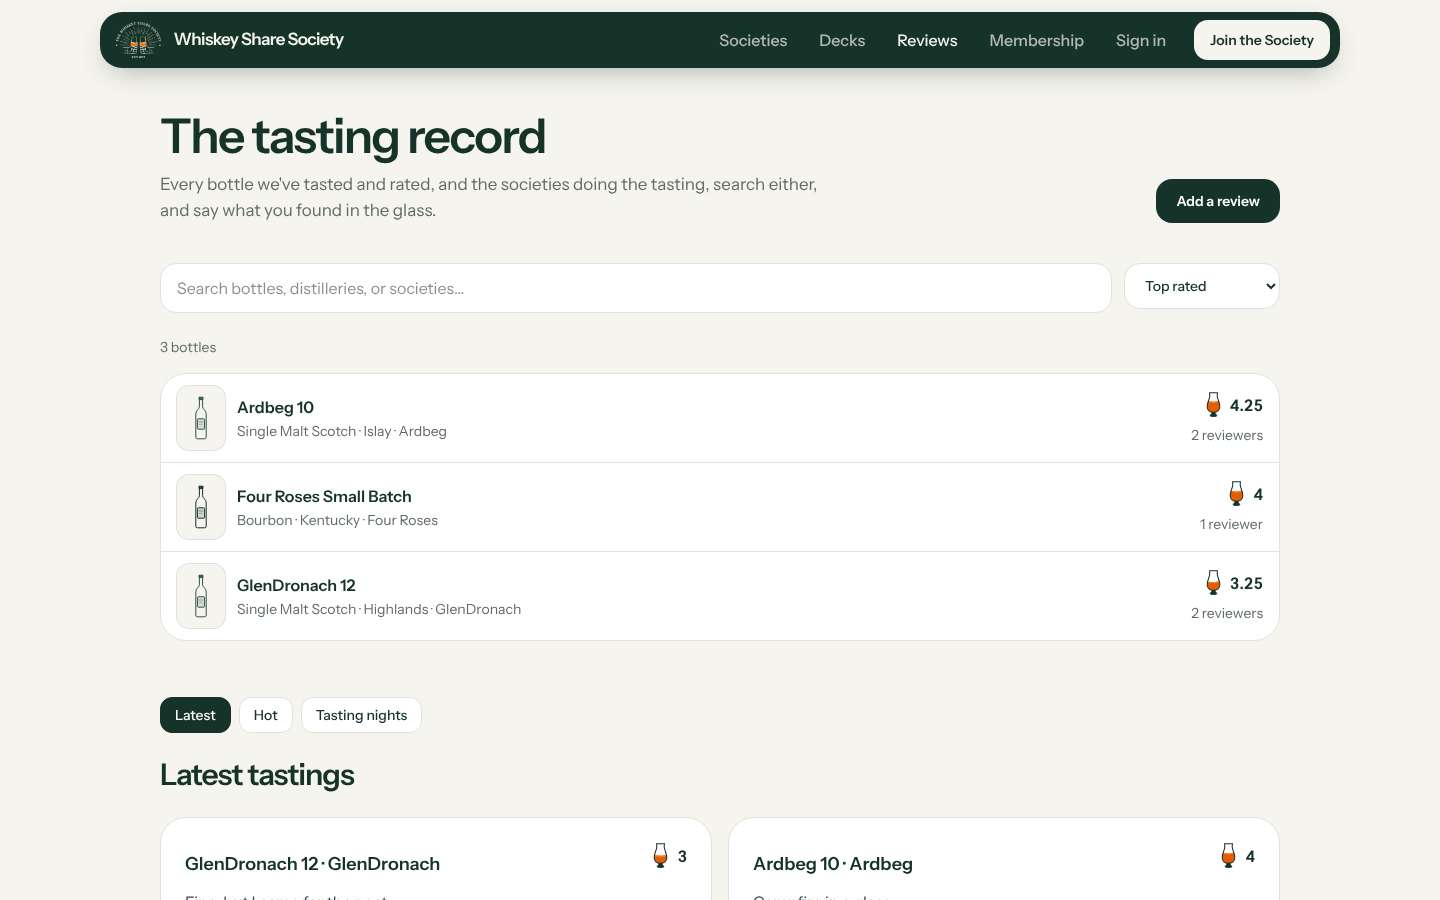 Whiskey Share Society
Societies
Decks
Reviews
Membership
Sign in
Join the Society
The tasting record
Every bottle we've tasted and rated, and the societies doing the tasting, search either,
and say what you found in the glass.
Add a review
Search bottles, distilleries, or societies...
Top rated
3 bottles
Ardbeg 10
Single Malt Scotch · Islay · Ardbeg
4.25
2 reviewers
Four Roses Small Batch
Bourbon · Kentucky · Four Roses
4
1 reviewer
GlenDronach 12
Single Malt Scotch · Highlands · GlenDronach
3.25
2 reviewers
Latest
Hot
Tasting nights
Latest tastings
GlenDronach 12 · GlenDronach
3
Ardbeg 10 · Ardbeg
4